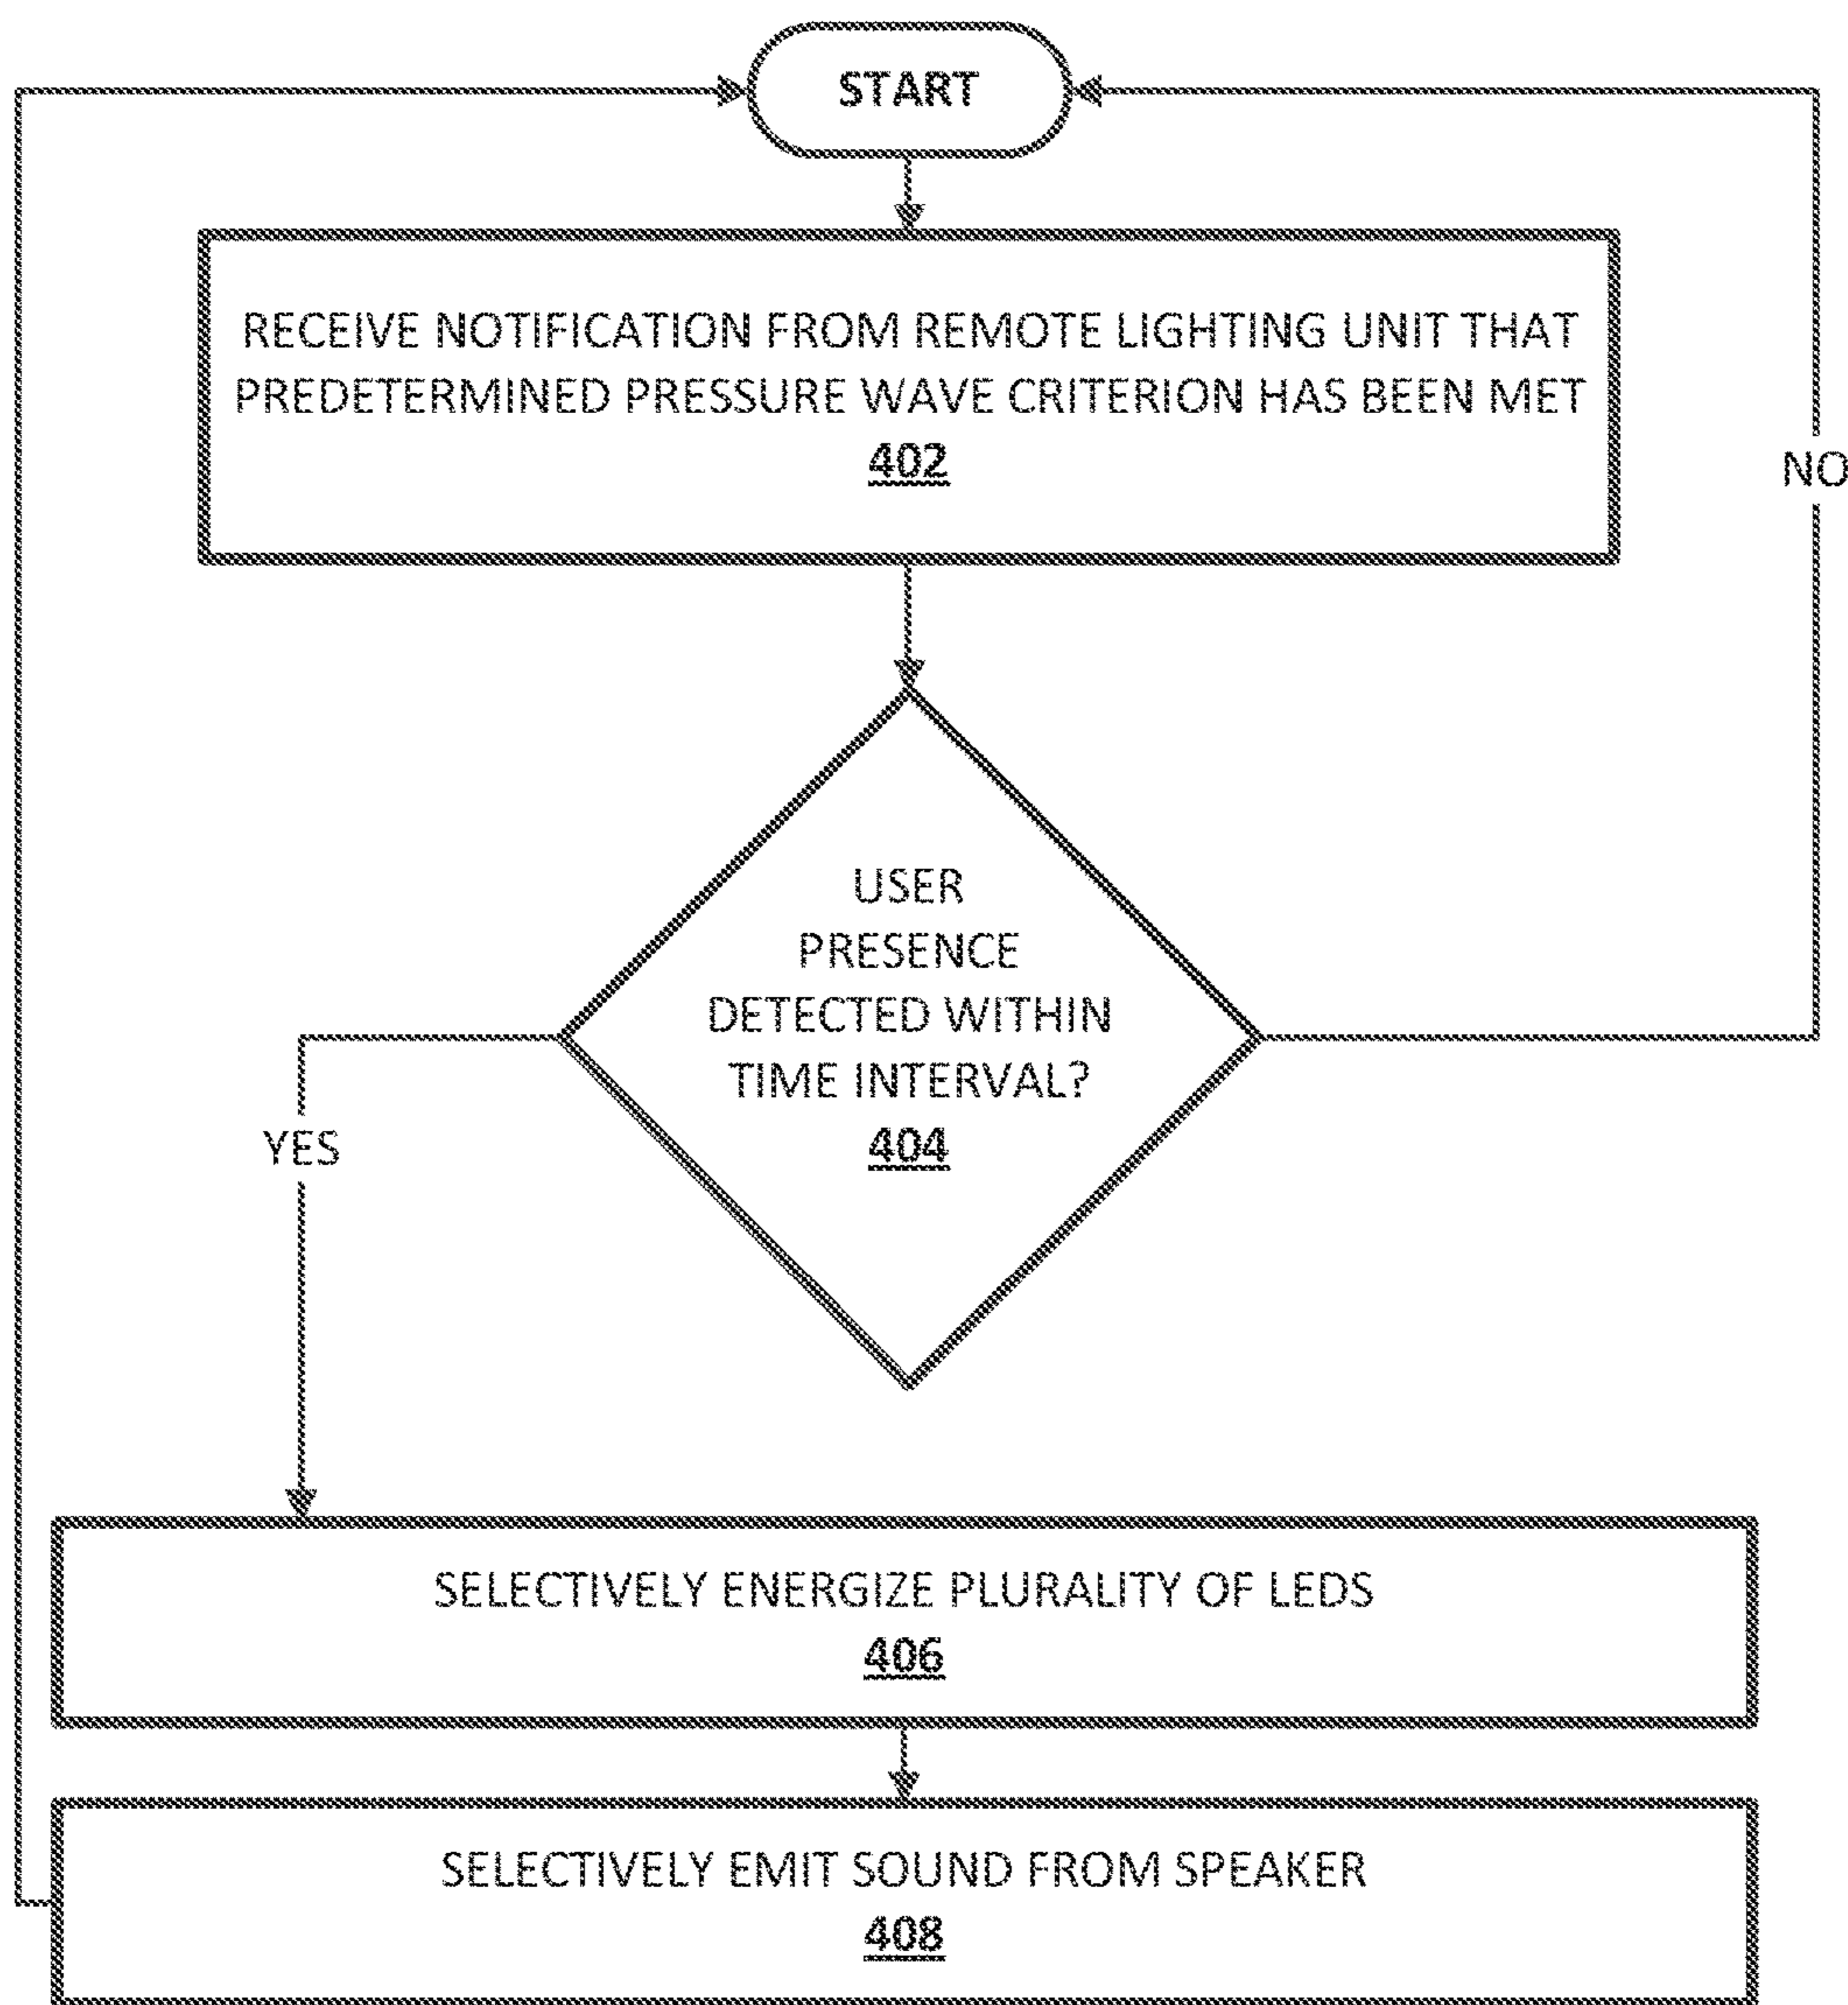 START
RECEIVE NOTIFICATION FROM REMOTE LIGHTING UNIT THAT
PREDETERMINED PRESSURE WAVE CRITERION HAS BEEN MET
402
NO
USER
PRESENCE
DETECTED WITHIN
TIME INTERVAL?
404
YES
SELECTIVELY ENERGIZE PLURALITY OF LEDS
406
SELECTIVELY EMIT SOUND FROM SPEAKER
408